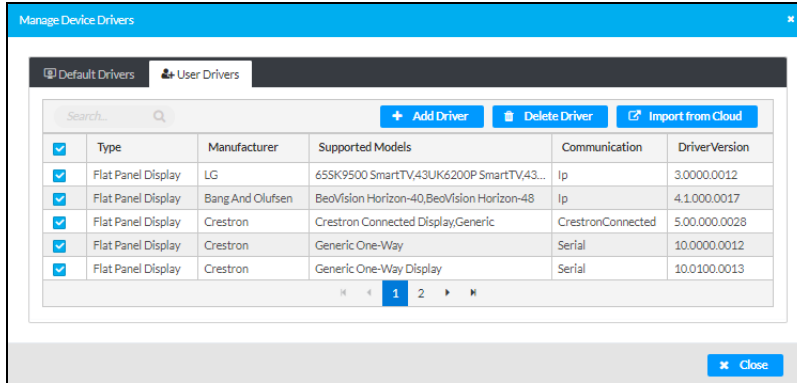 Manage Device Drivers
Default Drivers User Drivers
Search... + Add Driver Delete Driver Import from Cloud
Type Manufacturer Supported Models Communication DriverVersion
Flat Panel Display LG 65SK9500 SmartTV,43UK6200P SmartTV,43... Ip 3.0000.0012
Flat Panel Display Bang And Olufsen BeoVision Horizon-40,BeoVision Horizon-48 Ip 4.1.000.0017
Flat Panel Display Crestron Crestron Connected Display,Generic CrestronConnected 5.00.000.0028
Flat Panel Display Crestron Generic One-Way Serial 10.0000.0012
Flat Panel Display Crestron Generic One-Way Display Serial 10.0100.0013
1 2
Close